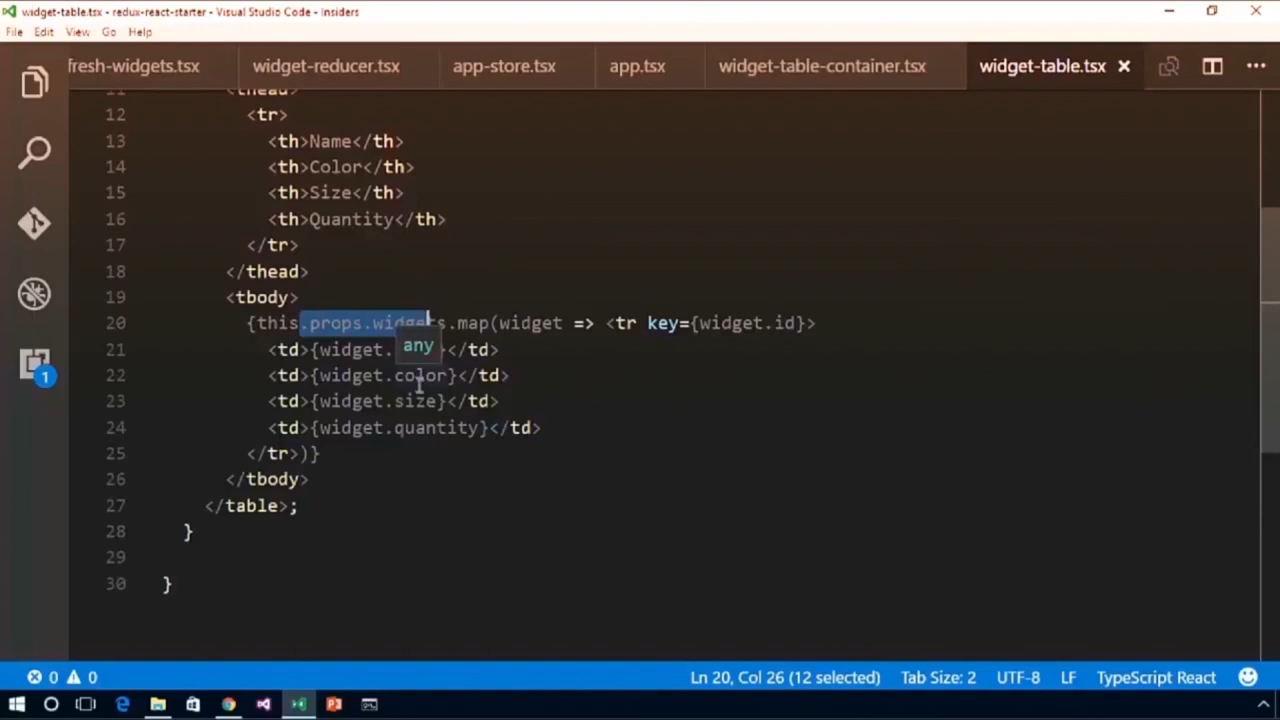 widget-table.tsx - redux-react-starter - Visual Studio Code - Insiders
File Edit View Go Help
fresh-widgets.tsx widget-reducer.tsx app-store.tsx app.tsx widget-table-container.tsx widget-table.tsx
11 <thead>
12 <tr>
13 <th>Name</th>
14 <th>Color</th>
15 <th>Size</th>
16 <th>Quantity</th>
17 </tr>
18 </thead>
19 <tbody>
20 {this.props.widgets.map(widget => <tr key={widget.id}>
any
21 <td>{widget. }</td>
22 <td>{widget.color}</td>
23 <td>{widget.size}</td>
24 <td>{widget.quantity}</td>
25 </tr>)}
26 </tbody>
27 </table>;
28 }
29
30 }
1
0 0 Ln 20, Col 26 (12 selected) Tab Size: 2 UTF-8 LF TypeScript React